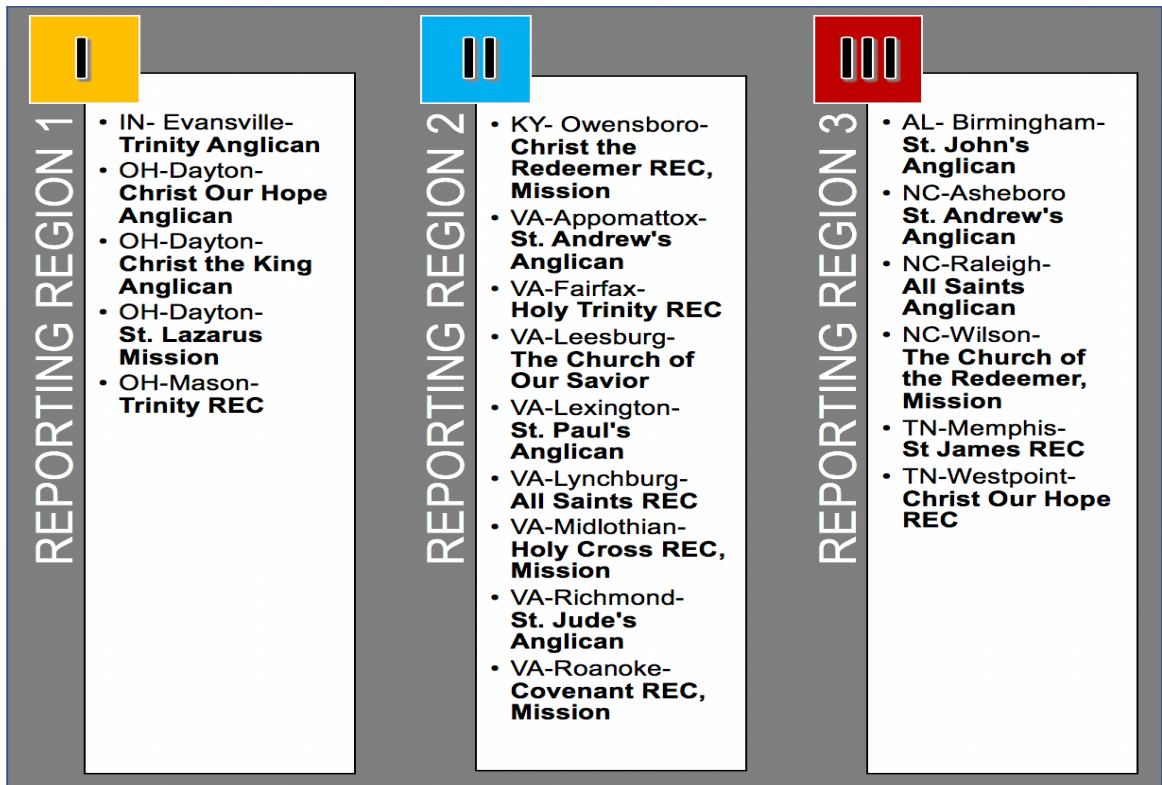 I
REPORTING REGION 1
• IN- Evansville-
Trinity Anglican
• OH-Dayton-
Christ Our Hope
Anglican
• OH-Dayton-
Christ the King
Anglican
• OH-Dayton-
St. Lazarus
Mission
• OH-Mason-
Trinity REC
II
REPORTING REGION 2
• KY- Owensboro-
Christ the
Redeemer REC,
Mission
• VA-Appomattox-
St. Andrew's
Anglican
• VA-Fairfax-
Holy Trinity REC
• VA-Leesburg-
The Church of
Our Savior
• VA-Lexington-
St. Paul's
Anglican
• VA-Lynchburg-
All Saints REC
• VA-Midlothian-
Holy Cross REC,
Mission
• VA-Richmond-
St. Jude's
Anglican
• VA-Roanoke-
Covenant REC,
Mission
III
REPORTING REGION 3
• AL- Birmingham-
St. John's
Anglican
• NC-Asheboro
St. Andrew's
Anglican
• NC-Raleigh-
All Saints
Anglican
• NC-Wilson-
The Church of
the Redeemer,
Mission
• TN-Memphis-
St James REC
• TN-Westpoint-
Christ Our Hope
REC